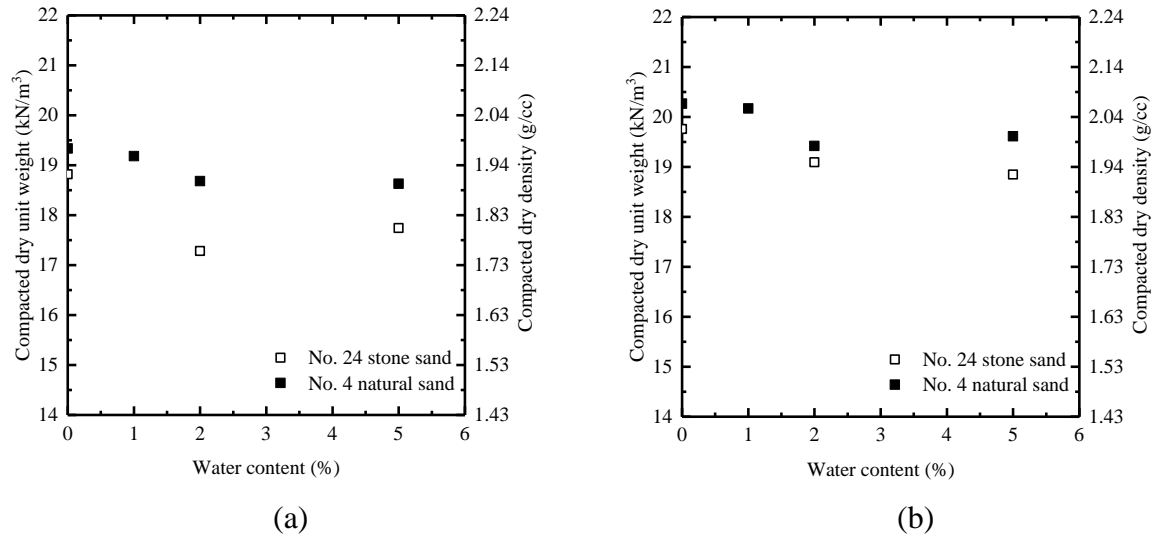 22
21
20
19
18
17
16
15
14
Compacted dry unit weight (kN/m³)
2.24
2.14
2.04
1.94
1.83
1.73
1.63
1.53
1.43
Compacted dry density (g/cc)
No. 24 stone sand
No. 4 natural sand
0 1 2 3 4 5 6
Water content (%)
(a)
22
21
20
19
18
17
16
15
14
Compacted dry unit weight (kN/m³)
2.24
2.14
2.04
1.94
1.83
1.73
1.63
1.53
1.43
Compacted dry density (g/cc)
No. 24 stone sand
No. 4 natural sand
0 1 2 3 4 5 6
Water content (%)
(b)